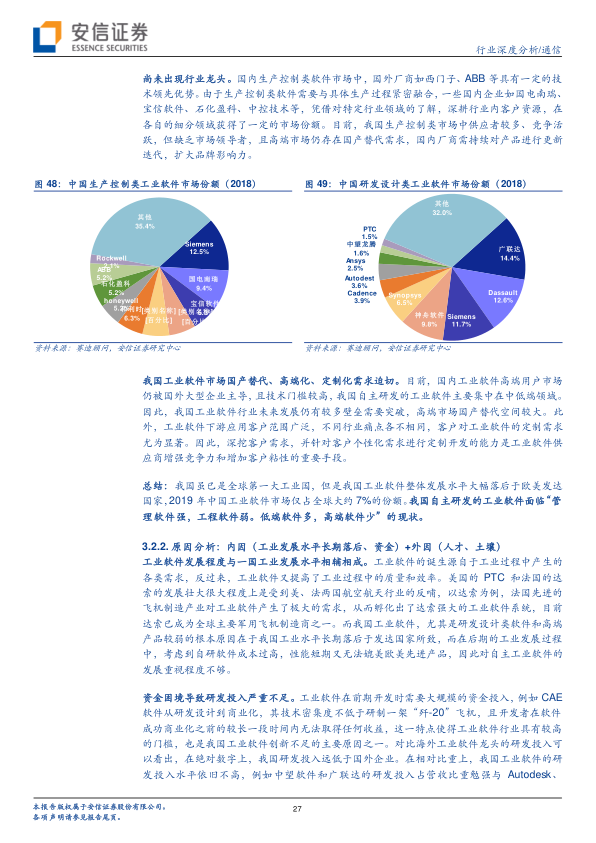 安信证券
ESSENCE SECURITIES
行业深度分析/通信
尚未出现行业龙头。国内生产控制类软件市场中，国外厂商如西门子、ABB 等具有一定的技
术领先优势。由于生产控制类软件需要与具体生产过程紧密融合，一些国内企业如国电南瑞、
宝信软件、石化盈科、中控技术等，凭借对特定行业领域的了解，深耕行业内客户资源，在
各自的细分领域获得了一定的市场份额。目前，我国生产控制类市场中供应者较多、竞争活
跃，但缺乏市场领导者，且高端市场仍存在国产替代需求，国内厂商需持续对产品进行更新
迭代，扩大品牌影响力。
图 48：中国生产控制类工业软件市场份额（2018）
其他
35.4%
Siemens
12.5%
国电南瑞
9.4%
宝信软件
[类别名称]
[百分比]
6.3%
honeywell
5.2%
石化盈科
5.2%
ABB
5.2%
Rockwell
资料来源：赛迪顾问，安信证券研究中心
图 49：中国研发设计类工业软件市场份额（2018）
其他
32.0%
广联达
14.4%
Dassault
12.6%
Siemens
11.7%
神舟软件
9.8%
Synopsys
6.5%
Cadence
3.9%
Autodest
3.6%
Ansys
2.5%
中望龙腾
1.6%
PTC
1.5%
资料来源：赛迪顾问，安信证券研究中心
我国工业软件市场国产替代、高端化、定制化需求迫切。目前，国内工业软件高端用户市场
仍被国外大型企业主导，且技术门槛较高，我国自主研发的工业软件主要集中在中低端领域。
因此，我国工业软件行业未来发展仍有较多壁垒需要突破，高端市场国产替代空间较大。此
外，工业软件下游应用客户范围广泛，不同行业痛点各不相同，客户对工业软件的定制需求
尤为显著。因此，深挖客户需求，并针对客户个性化需求进行定制开发的能力是工业软件供
应商增强竞争力和增加客户粘性的重要手段。
总结：我国虽已是全球第一大工业国，但是我国工业软件整体发展水平大幅落后于欧美发达
国家，2019 年中国工业软件市场仅占全球大约 7%的份额。我国自主研发的工业软件面临“管
理软件强，工程软件弱。低端软件多，高端软件少”的现状。
3.2.2. 原因分析：内因（工业发展水平长期落后、资金）+外因（人才、土壤）
工业软件发展程度与一国工业发展水平相辅相成。工业软件的诞生源自于工业过程中产生的
各类需求，反过来，工业软件又提高了工业过程中的质量和效率。美国的 PTC 和法国的达
索的发展壮大很大程度上是受到美、法两国航空航天行业的反哺，以达索为例，法国先进的
飞机制造产业对工业软件产生了极大的需求，从而孵化出了达索强大的工业软件系统，目前
达索已成为全球主要军用飞机制造商之一。而我国工业软件，尤其是研发设计类软件和高端
产品较弱的根本原因在于我国工业水平长期落后于发达国家所致，而在后期的工业发展过程
中，考虑到自研软件成本过高，性能短期又无法媲美欧美先进产品，因此对自主工业软件的
发展重视程度不够。
资金困境导致研发投入严重不足。工业软件在前期开发时需要大规模的资金投入，例如 CAE
软件从研发设计到商业化，其技术密集度不低于研制一架“歼-20”飞机，且开发者在软件
成功商业化之前的较长一段时间内无法取得任何收益，这一特点使得工业软件行业具有较高
的门槛，也是我国工业软件创新不足的主要原因之一。对比海外工业软件龙头的研发投入可
以看出，在绝对数字上，我国研发投入远低于国外企业。在相对比重上，我国工业软件的研
发投入水平依旧不高，例如中望软件和广联达的研发投入占营收比重勉强与 Autodesk、
本报告版权属于安信证券股份有限公司。
各项声明请参见报告尾页。
27